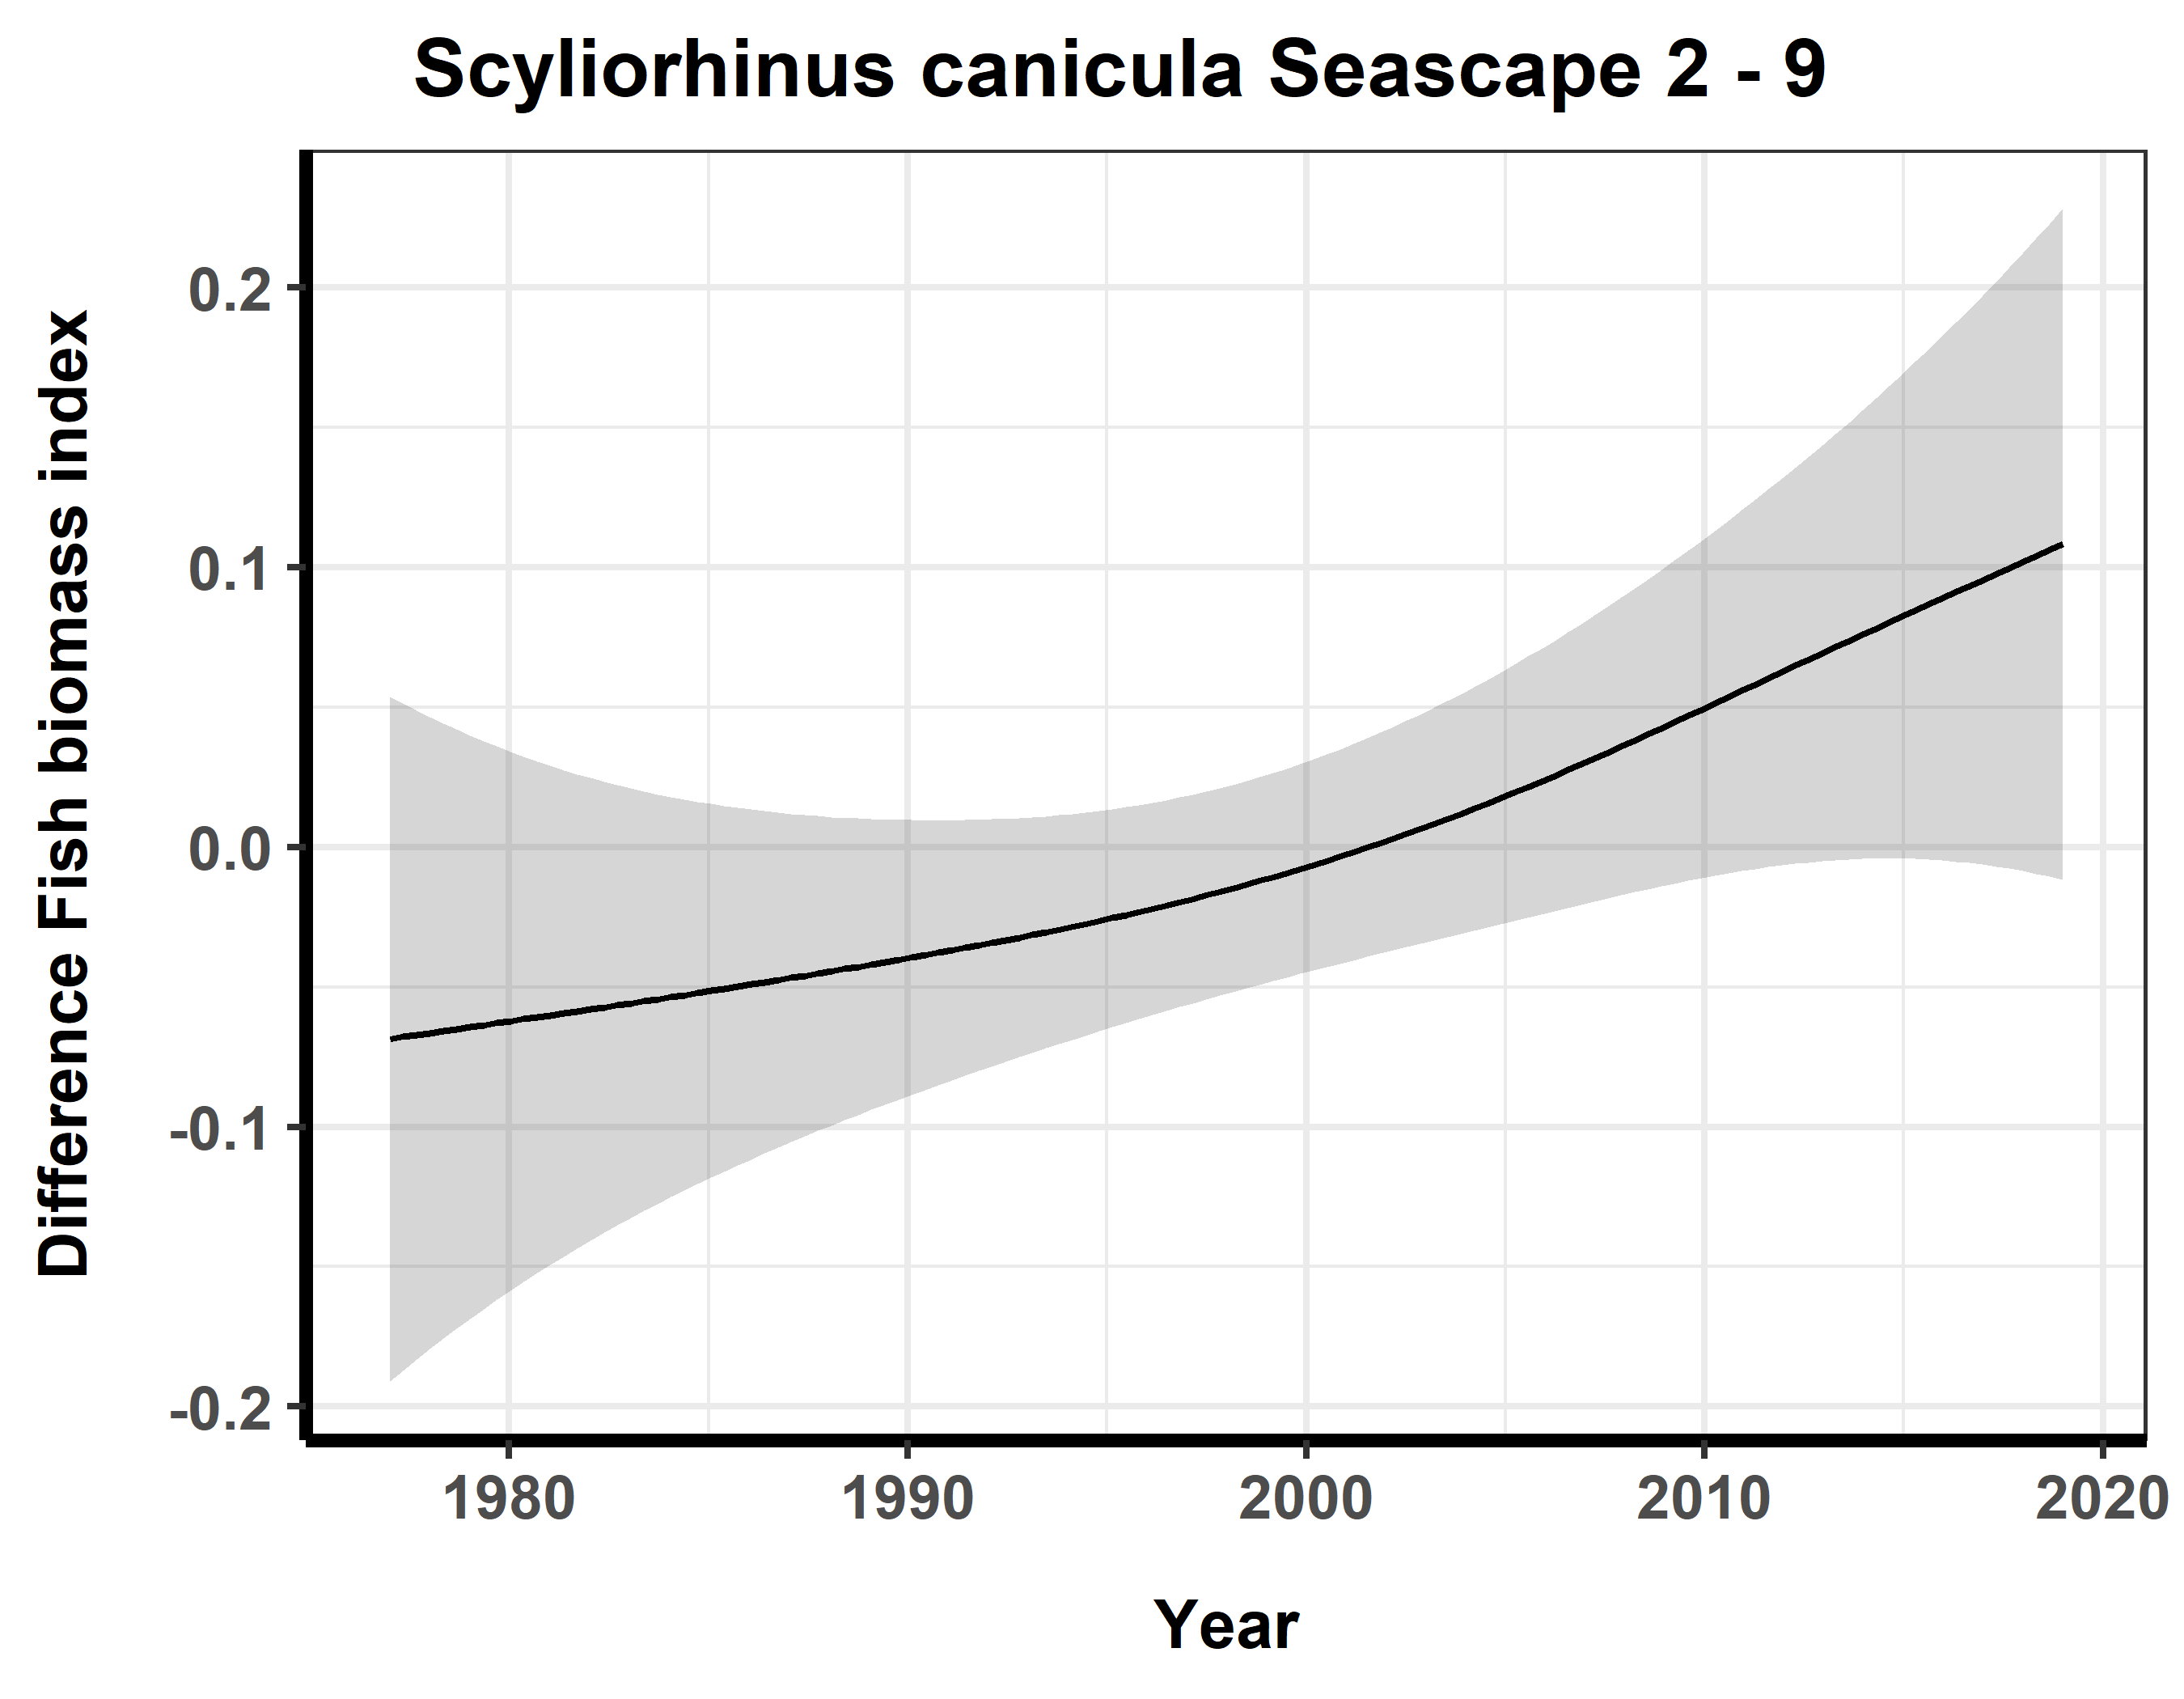 Scyliorhinus canicula Seascape 2 - 9
Difference Fish biomass index
0.2
0.1
0.0
-0.1
-0.2
1980 1990 2000 2010 2020
Year